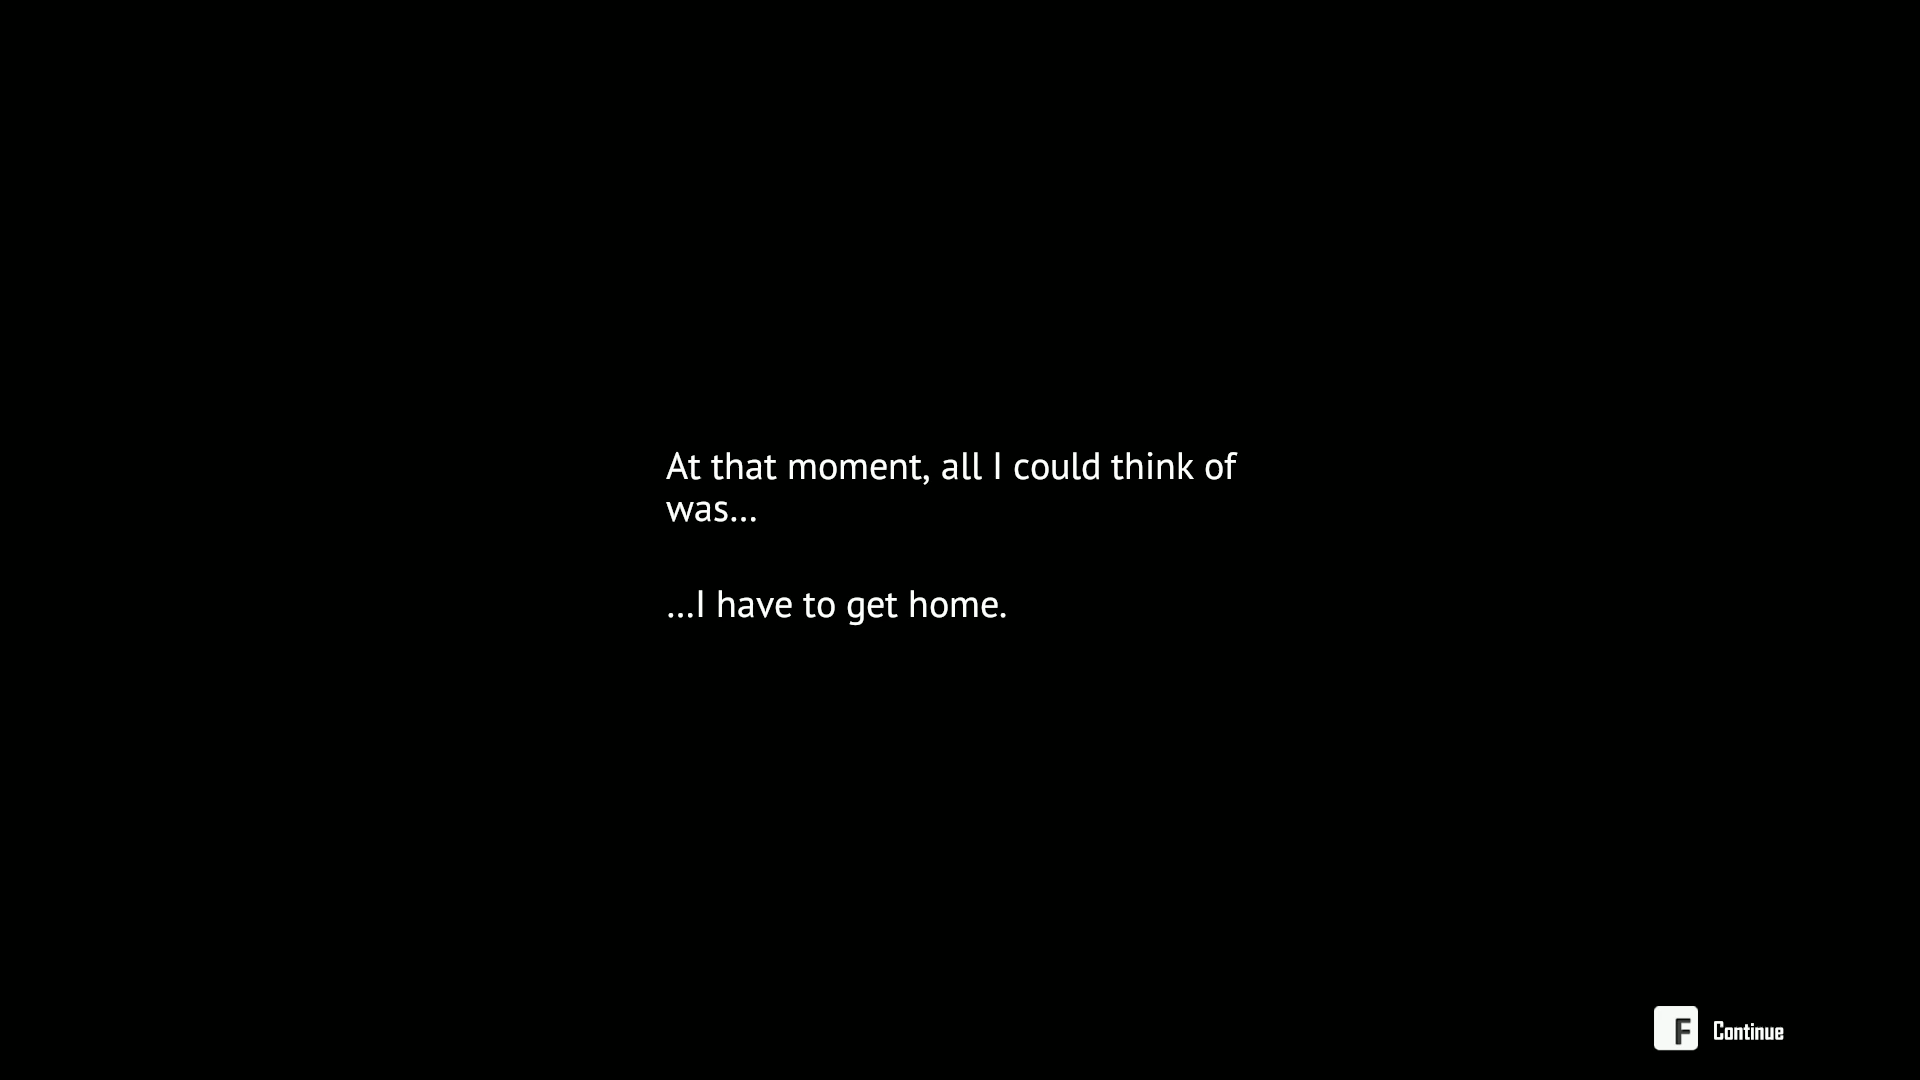 At that moment, all I could think of
was...
...I have to get home.
F Continue